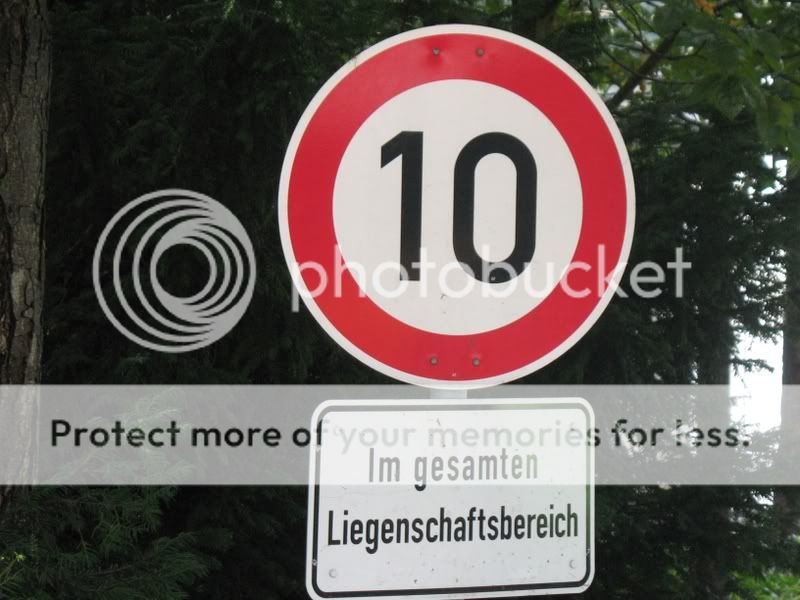 10
photobucket
Protect more of your memories for less.
Im gesamten
Liegenschaftsbereich